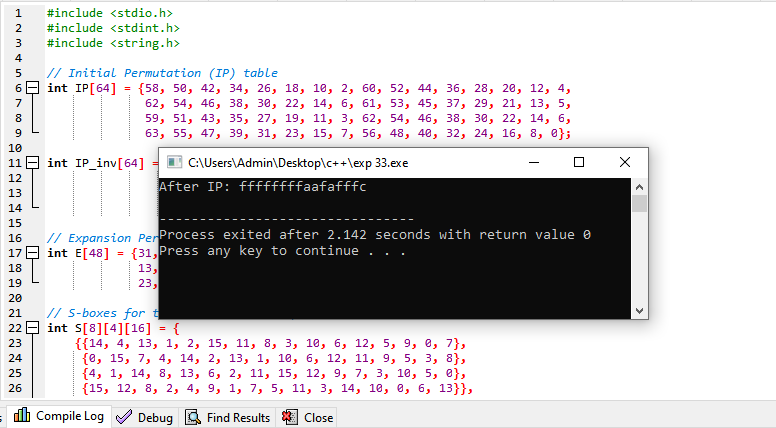 1 #include <stdio.h>
2 #include <stdint.h>
3 #include <string.h>
4
5 // Initial Permutation (IP) table
6 int IP[64] = {58, 50, 42, 34, 26, 18, 10, 2, 60, 52, 44, 36, 28, 20, 12, 4,
7 62, 54, 46, 38, 30, 22, 14, 6, 61, 53, 45, 37, 29, 21, 13, 5,
8 59, 51, 43, 35, 27, 19, 11, 3, 62, 54, 46, 38, 30, 22, 14, 6,
9 63, 55, 47, 39, 31, 23, 15, 7, 56, 48, 40, 32, 24, 16, 8, 0};
10
11 int IP_inv[64] =
12
13
14
15
16 // Expansion Per
17 int E[48] = {31,
18 13,
19 23,
20
21 // S-boxes for t
22 int S[8][4][16] = {
23 {{14, 4, 13, 1, 2, 15, 11, 8, 3, 10, 6, 12, 5, 9, 0, 7},
24 {0, 15, 7, 4, 14, 2, 13, 1, 10, 6, 12, 11, 9, 5, 3, 8},
25 {4, 1, 14, 8, 13, 6, 2, 11, 15, 12, 9, 7, 3, 10, 5, 0},
26 {15, 12, 8, 2, 4, 9, 1, 7, 5, 11, 3, 14, 10, 0, 6, 13}},
C:\Users\Admin\Desktop\c++\exp 33.exe
After IP: ffffffffaafafffc
--------------------------------
Process exited after 2.142 seconds with return value 0
Press any key to continue . . .
s Compile Log Debug Find Results Close